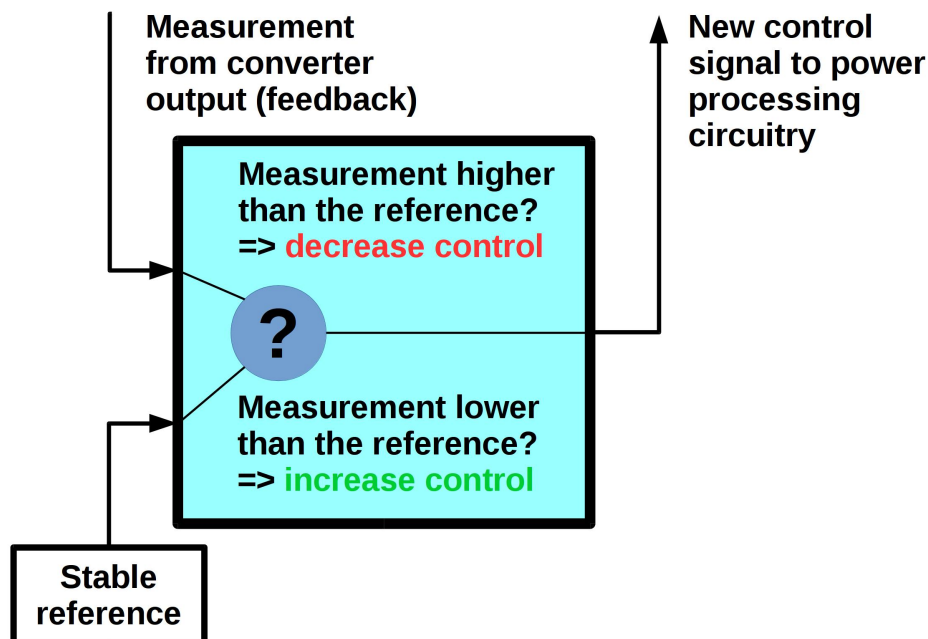 Measurement
from converter
output (feedback)
New control
signal to power
processing
circuitry
Measurement higher
than the reference?
=> decrease control
?
Measurement lower
than the reference?
=> increase control
Stable
reference